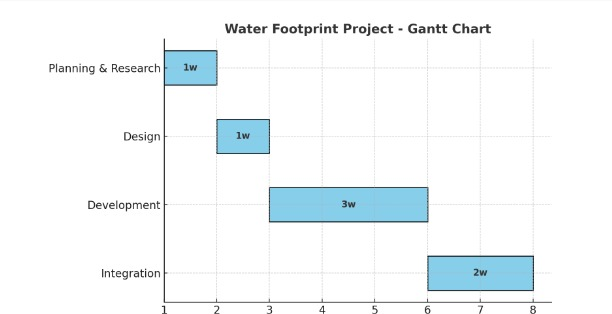 Water Footprint Project - Gantt Chart
Planning & Research 1w
Design 1w
Development 3w
Integration 2w
1 2 3 4 5 6 7 8